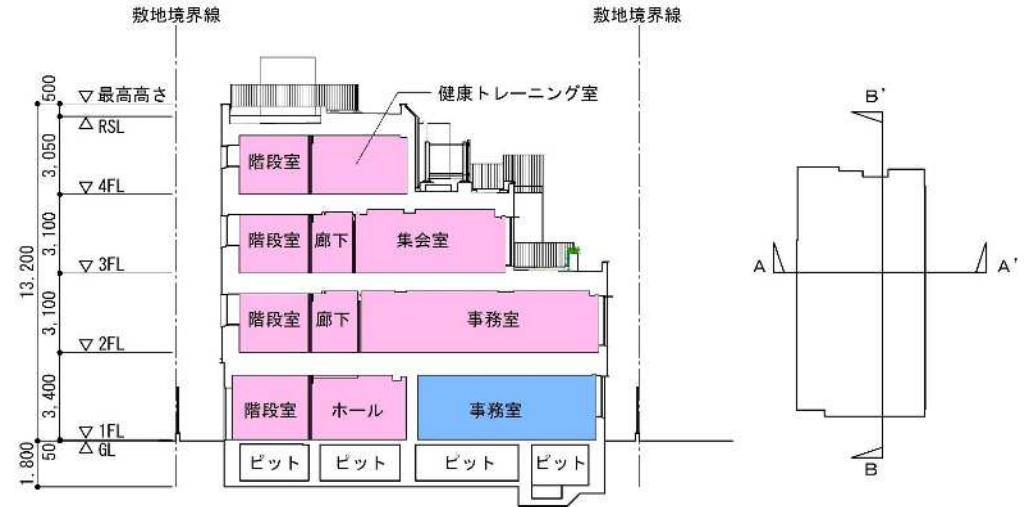 敷地境界線
敷地境界線
500
▽最高高さ
△RSL
健康トレーニング室
B'
3,050
階段室
▽4FL
3,100
階段室
廊下
集会室
13,200
▽3FL
A
A'
3,100
階段室
廊下
事務室
▽2FL
3,400
階段室
ホール
事務室
▽1FL
50
△GL
1,800
ピット
ピット
ピット
ピット
B